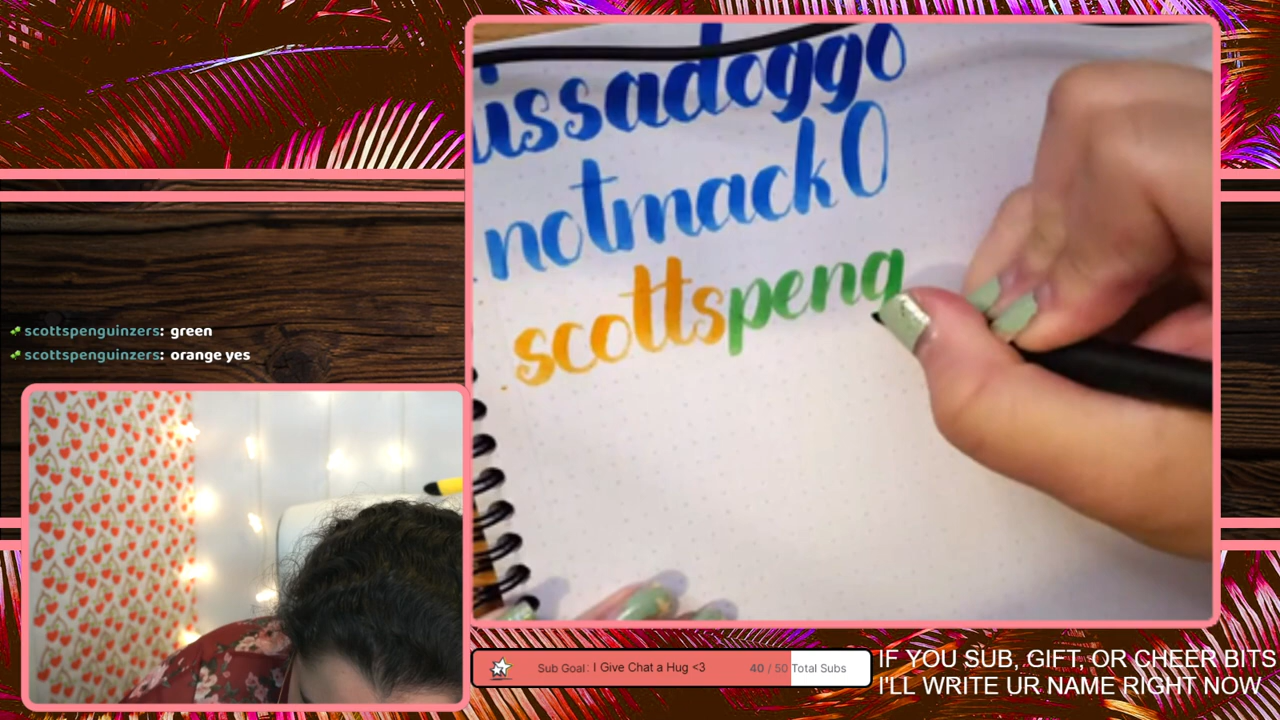 issadoggo
notmack0
scottspeng
scottspenguinzers: green
scottspenguinzers: orange yes
Sub Goal: I Give Chat a Hug <3 40 / 50 Total Subs
IF YOU SUB, GIFT, OR CHEER BITS
I'LL WRITE UR NAME RIGHT NOW